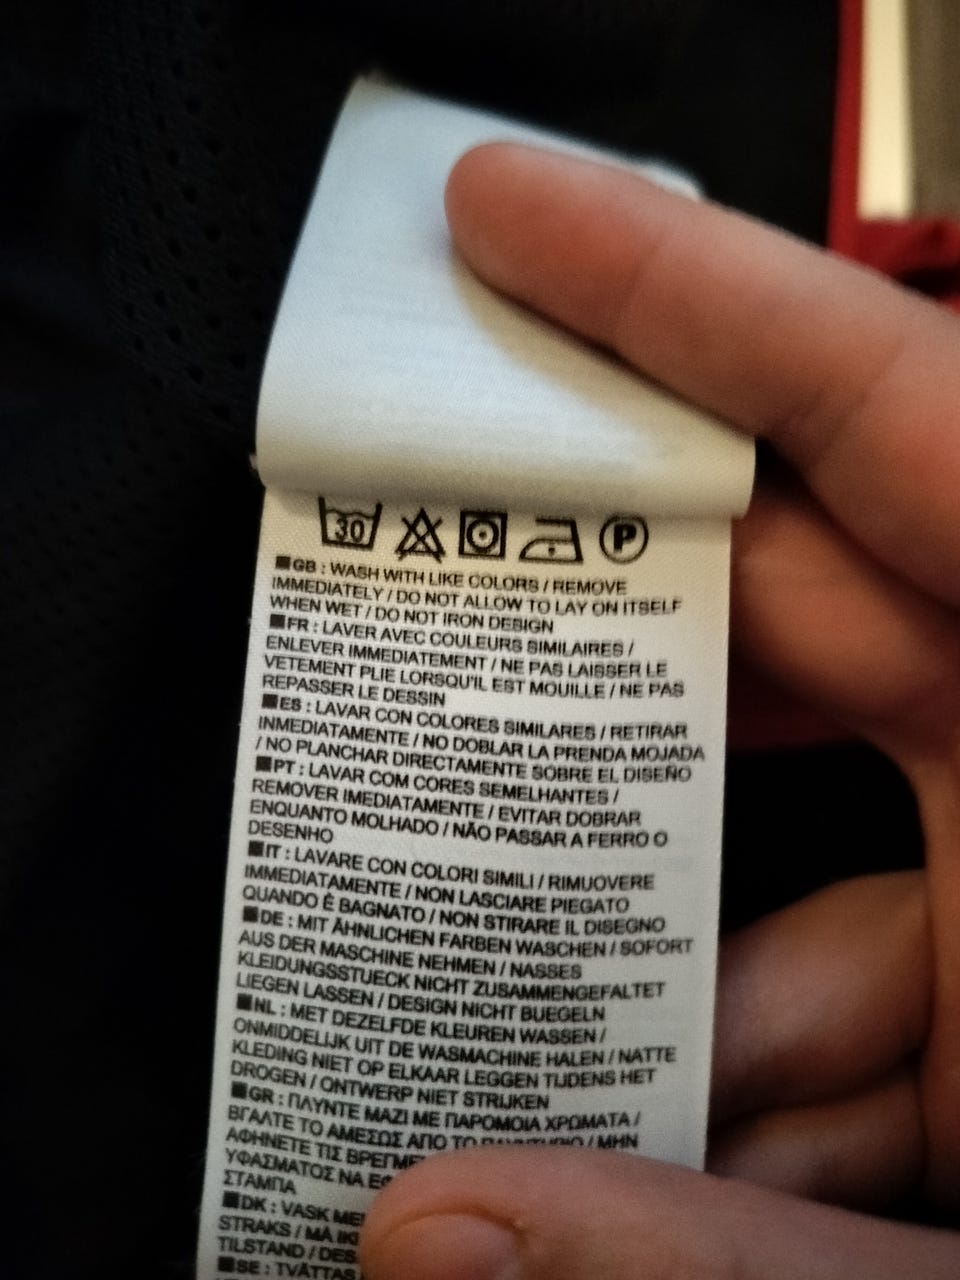 30 P
■GB : WASH WITH LIKE COLORS / REMOVE
IMMEDIATELY / DO NOT ALLOW TO LAY ON ITSELF
WHEN WET / DO NOT IRON DESIGN
■FR : LAVER AVEC COULEURS SIMILAIRES /
ENLEVER IMMEDIATEMENT / NE PAS LAISSER LE
VETEMENT PLIE LORSQU'IL EST MOUILLE / NE PAS
REPASSER LE DESSIN
■ES : LAVAR CON COLORES SIMILARES / RETIRAR
INMEDIATAMENTE / NO DOBLAR LA PRENDA MOJADA
/ NO PLANCHAR DIRECTAMENTE SOBRE EL DISEÑO
■PT : LAVAR COM CORES SEMELHANTES /
REMOVER IMEDIATAMENTE / EVITAR DOBRAR
ENQUANTO MOLHADO / NÃO PASSAR A FERRO O
DESENHO
■IT : LAVARE CON COLORI SIMILI / RIMUOVERE
IMMEDIATAMENTE / NON LASCIARE PIEGATO
QUANDO È BAGNATO / NON STIRARE IL DISEGNO
■DE : MIT ÄHNLICHEN FARBEN WASCHEN / SOFORT
AUS DER MASCHINE NEHMEN / NASSES
KLEIDUNGSSTUECK NICHT ZUSAMMENGEFALTET
LIEGEN LASSEN / DESIGN NICHT BUEGELN
■NL : MET DEZELFDE KLEUREN WASSEN /
ONMIDDELIJK UIT DE WASMACHINE HALEN / NATTE
KLEDING NIET OP ELKAAR LEGGEN TIJDENS HET
DROGEN / ONTWERP NIET STRIJKEN
■GR : ΠΛΥΝΤΕ ΜΑΖΙ ΜΕ ΠΑΡΟΜΟΙΑ ΧΡΩΜΑΤΑ /
ΒΓΑΛΤΕ ΤΟ ΑΜΕΣΩΣ ΑΠΟ ΤΟ ΠΛΥΝΤΗΡΙΟ / ΜΗΝ
ΑΦΗΝΕΤΕ ΤΙΣ ΒΡΕΓΜΕ
ΥΦΑΣΜΑΤΟΣ ΝΑ ΕΦ
ΣΤΑΜΠΑ
■DK : VASK ME
STRAKS / MÅ IK
TILSTAND / DES
■SE : TVÄTTAS